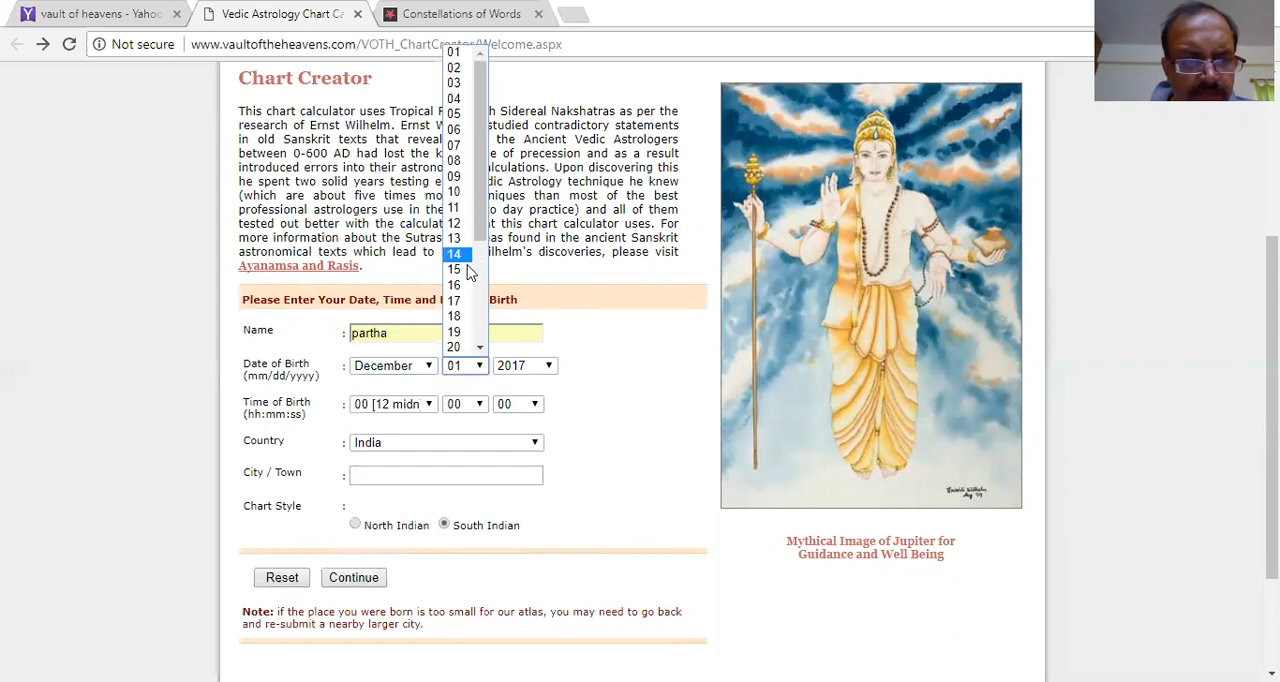 vault of heavens - Yahoo
Vedic Astrology Chart Ca
Constellations of Words
Not secure
www.vaultoftheheavens.com/VOTH_ChartCreator/Welcome.aspx
Chart Creator
This chart calculator uses Tropical Sidereal Nakshatras as per the
research of Ernst Wilhelm. Ernst studied contradictory statements
in old Sanskrit texts that the Ancient Vedic Astrologers
between 0-600 AD had lost the of precession and as a result
introduced errors into their Upon discovering this
he spent two solid years testing Astrology technique he knew
(which are about five times than most of the best
professional astrologers use in to day practice) and all of them
tested out better with the this chart calculator uses. For
more information about the Sutras found in the ancient Sanskrit
astronomical texts which lead to discoveries, please visit
Ayanamsa and Rasis.
01
02
03
04
05
06
07
08
09
10
11
12
13
14
15
16
17
18
19
20
Please Enter Your Date, Time and Birth
Name : partha
Date of Birth (mm/dd/yyyy) : December 01 2017
Time of Birth (hh:mm:ss) : 00 [12 midn 00 00
Country : India
City / Town :
Chart Style :
North Indian South Indian
Reset Continue
Note: if the place you were born is too small for our atlas, you may need to go back
and re-submit a nearby larger city.
Mythical Image of Jupiter for
Guidance and Well Being